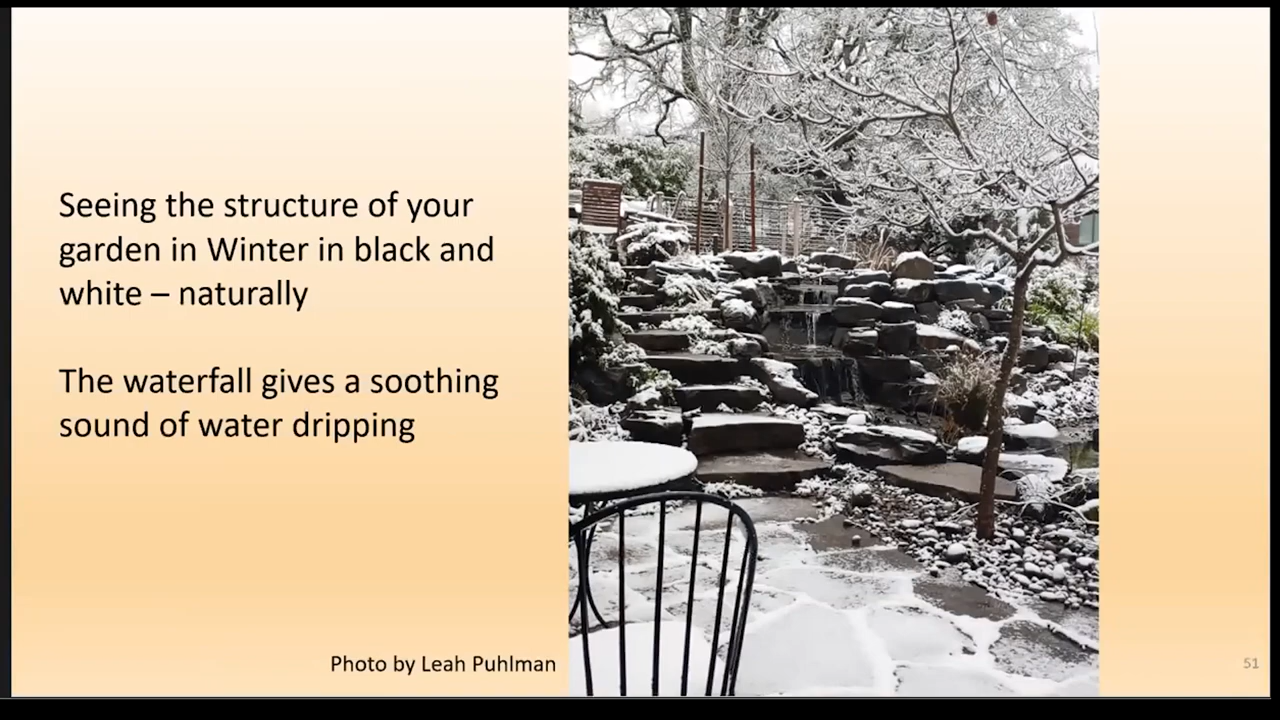 Seeing the structure of your
garden in Winter in black and
white – naturally
The waterfall gives a soothing
sound of water dripping
Photo by Leah Puhlman
51